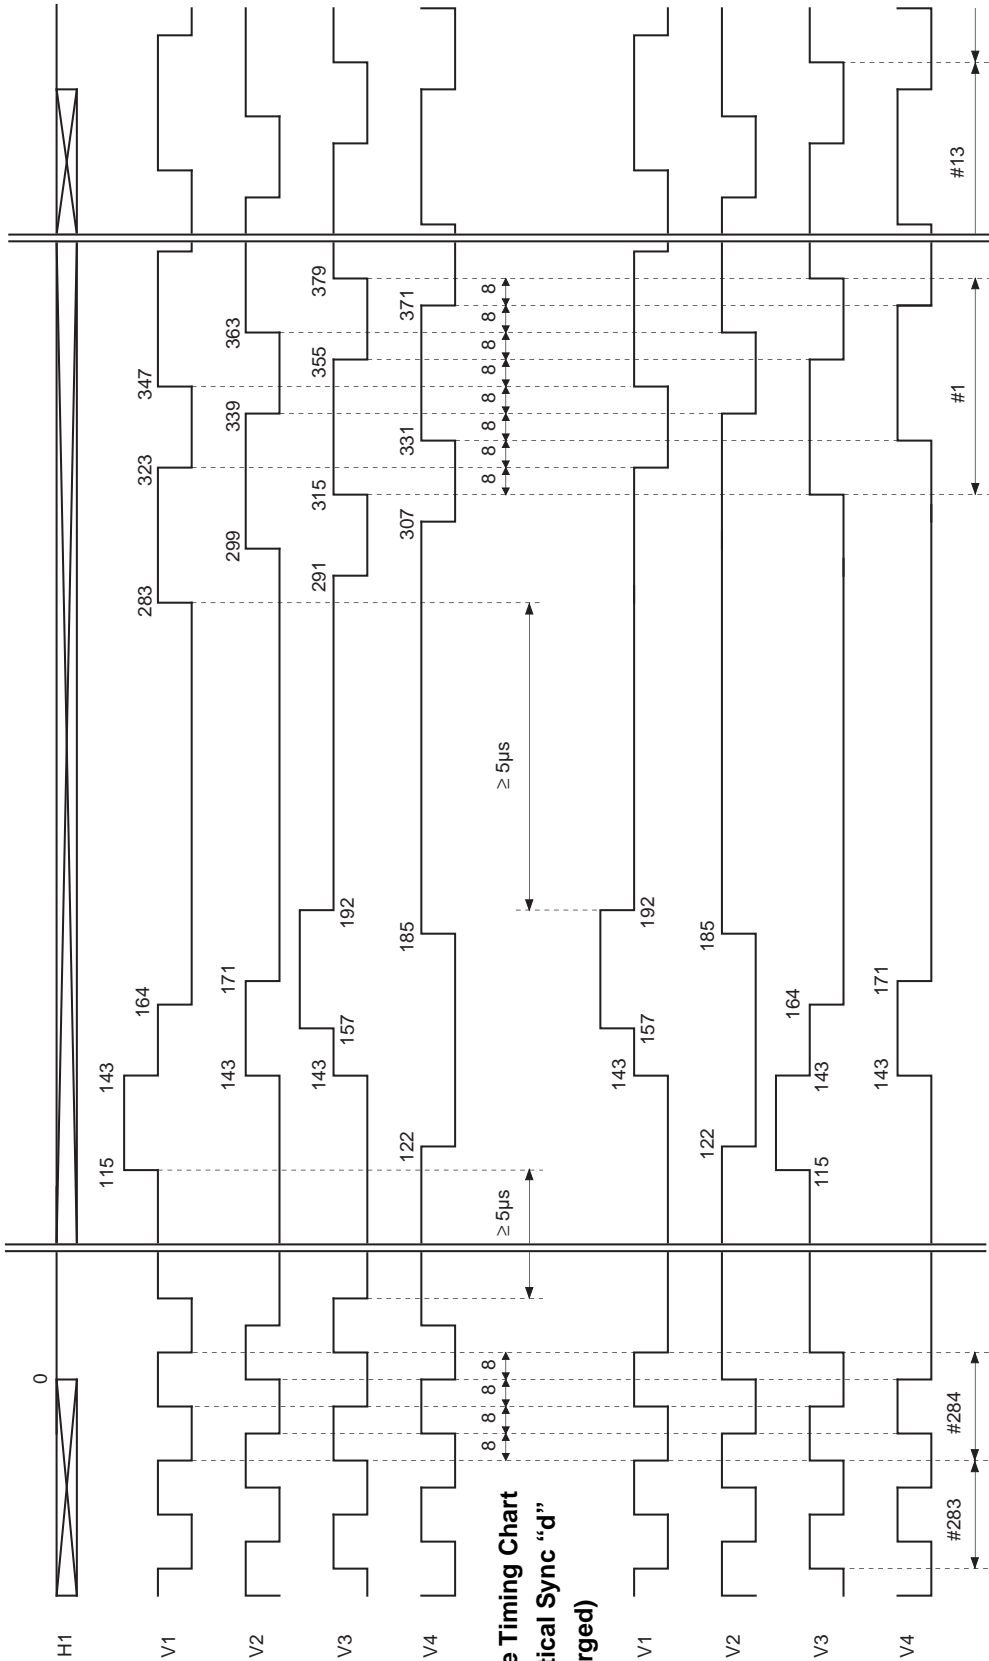 0
H1
115 143 164 283 323 347
V1
V2 143 171 299 339 363
V3 143 157 192 291 315 355 379
V4 122 185 307 331 371
8 8 8 8 8 8 8 8 8 8 8 8
≥ 5µs ≥ 5µs
e Timing Chart
tical Sync “d”
rged)
V1 143 157 192
V2 122 185
V3 115 143 164
V4 143 171
#283 #284 #1 #13